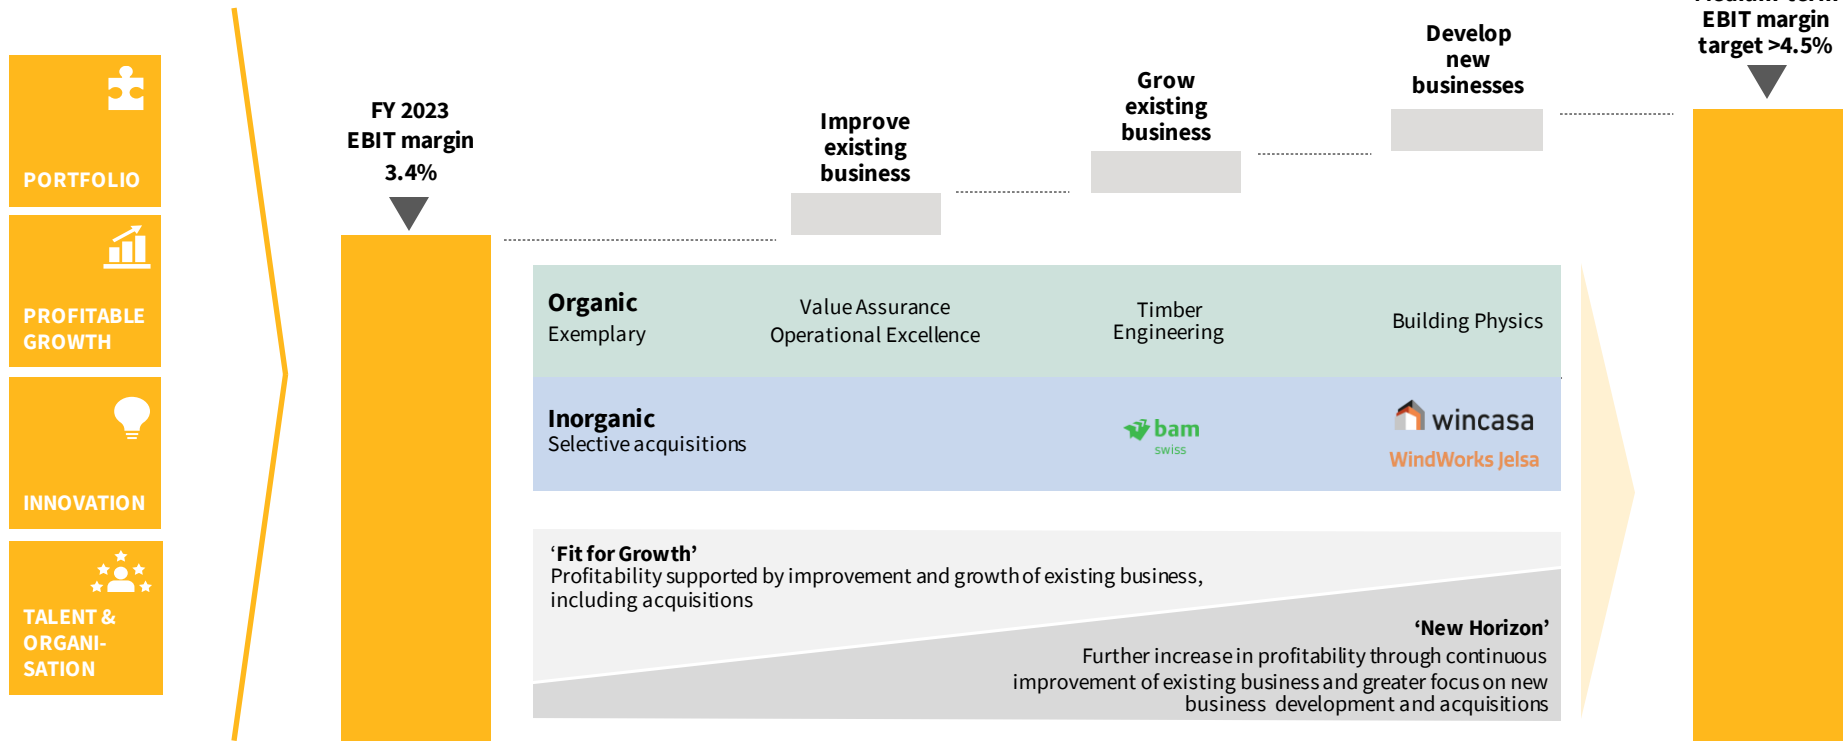 PORTFOLIO
PROFITABLE
GROWTH
INNOVATION
TALENT &
ORGANI-
SATION
FY 2023
EBIT margin
3.4%
Improve
existing
business
Grow
existing
business
Develop
new
businesses
EBIT margin
target >4.5%
Organic
Exemplary
Value Assurance
Operational Excellence
Timber
Engineering
Building Physics
Inorganic
Selective acquisitions
bam
swiss
wincasa
WindWorks Jelsa
‘Fit for Growth’
Profitability supported by improvement and growth of existing business,
including acquisitions
‘New Horizon’
Further increase in profitability through continuous
improvement of existing business and greater focus on new
business development and acquisitions